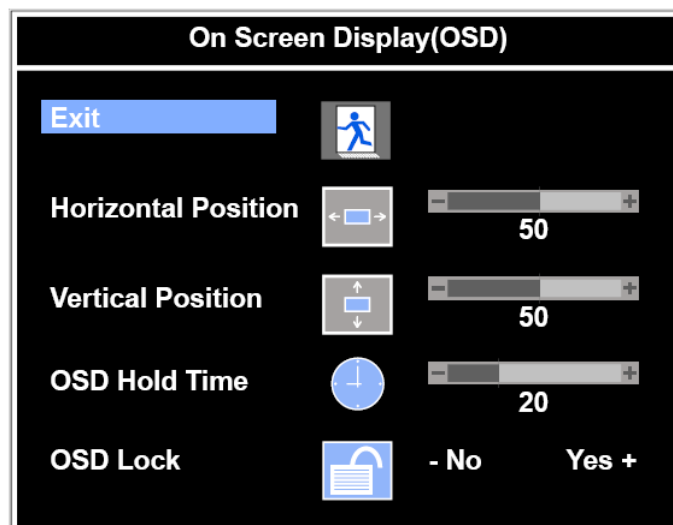 On Screen Display(OSD)
Exit
Horizontal Position
- +
50
Vertical Position
- +
50
OSD Hold Time
- +
20
OSD Lock - No Yes +